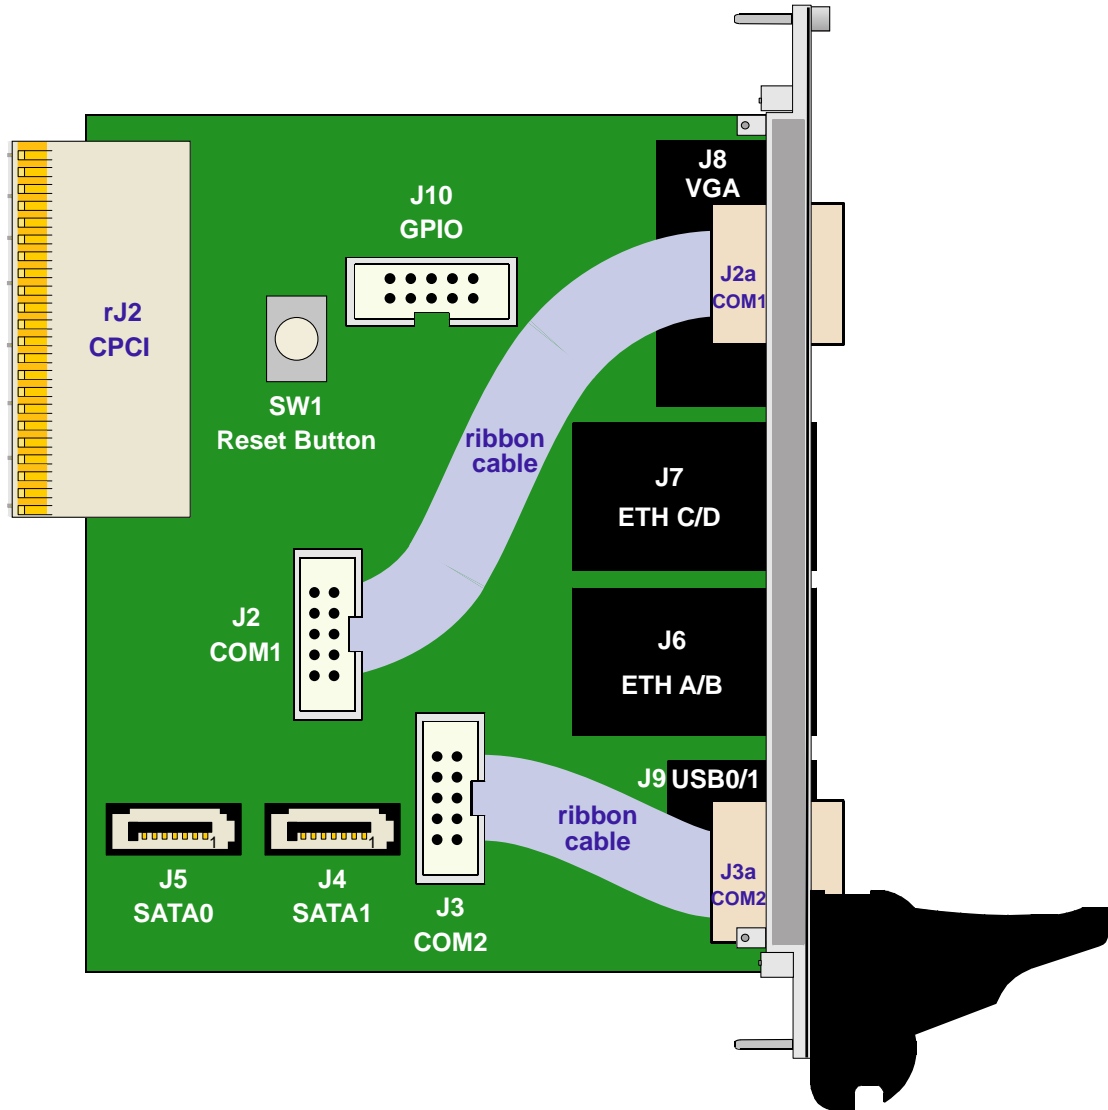 J8
VGA
J10
GPIO
J2a
COM1
rJ2
CPCI
SW1
Reset Button
ribbon
cable
J7
ETH C/D
J2
COM1
J6
ETH A/B
J9 USB0/1
ribbon
cable
1
1
J5
SATA0
J4
SATA1
J3
COM2
J3a
COM2